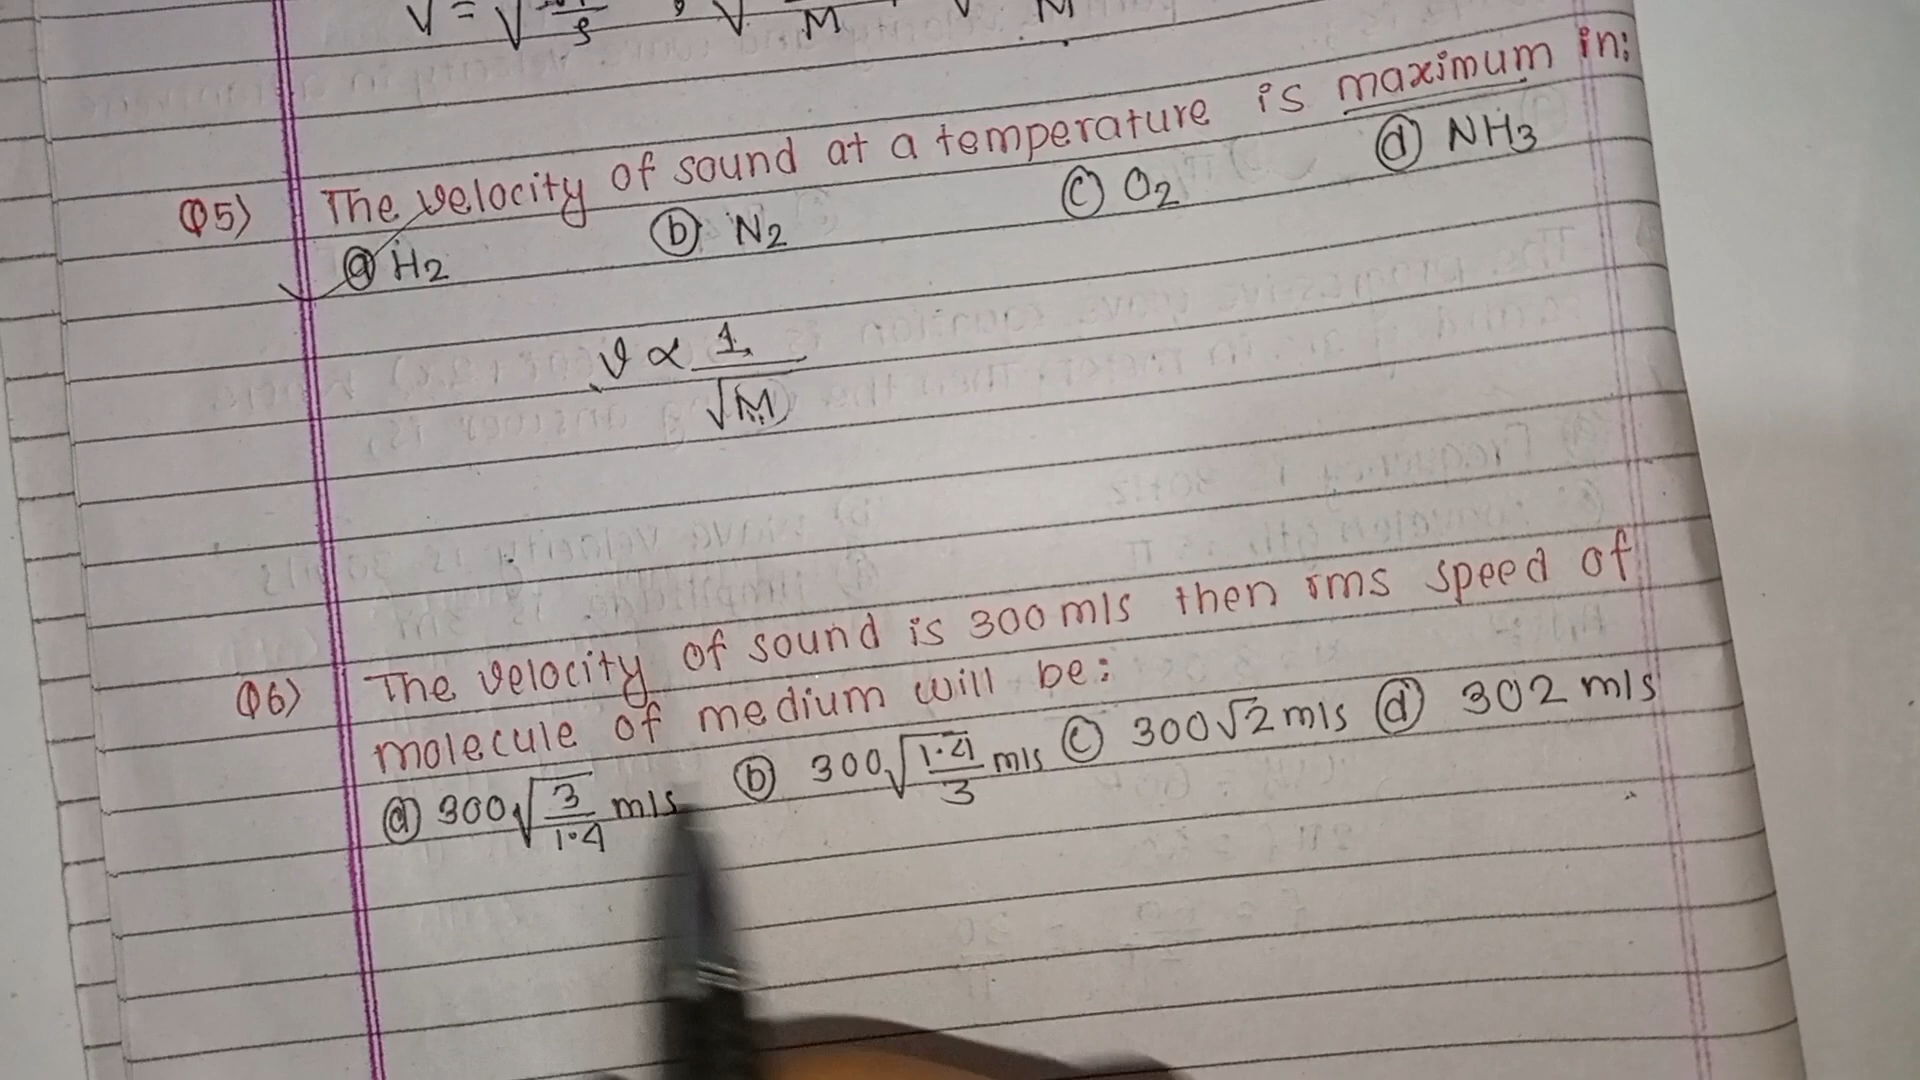 V = √ ρ , √ M √ M
Q5) The velocity of sound at a temperature is maximum in:
(a) H2 (b) N2 (c) O2 (d) NH3
v ∝ 1/√M
Q6) The velocity of sound is 300 m/s then rms speed of
molecule of medium will be:
(a) 300√3/1.4 m/s (b) 300√1.4/3 m/s (c) 300√2 m/s (d) 302 m/s